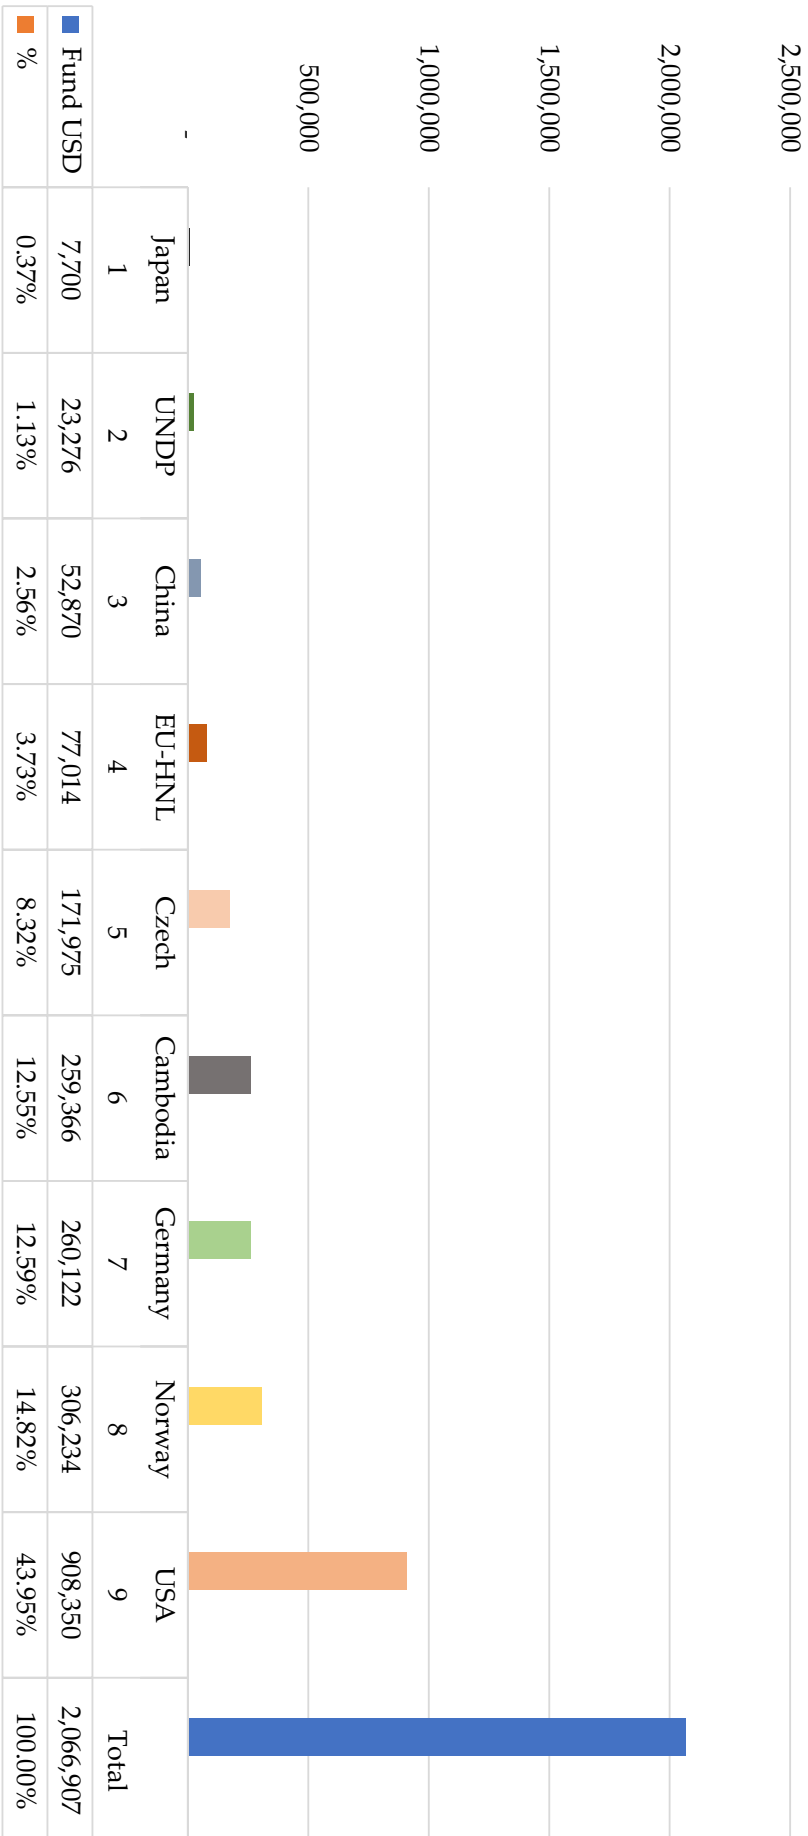 2,500,000
2,000,000
1,500,000
1,000,000
500,000
-
Japan UNDP China EU-HNL Czech Cambodia Germany Norway USA
1 2 3 4 5 6 7 8 9 Total
Fund USD 7,700 23,276 52,870 77,014 171,975 259,366 260,122 306,234 908,350 2,066,907
% 0.37% 1.13% 2.56% 3.73% 8.32% 12.55% 12.59% 14.82% 43.95% 100.00%